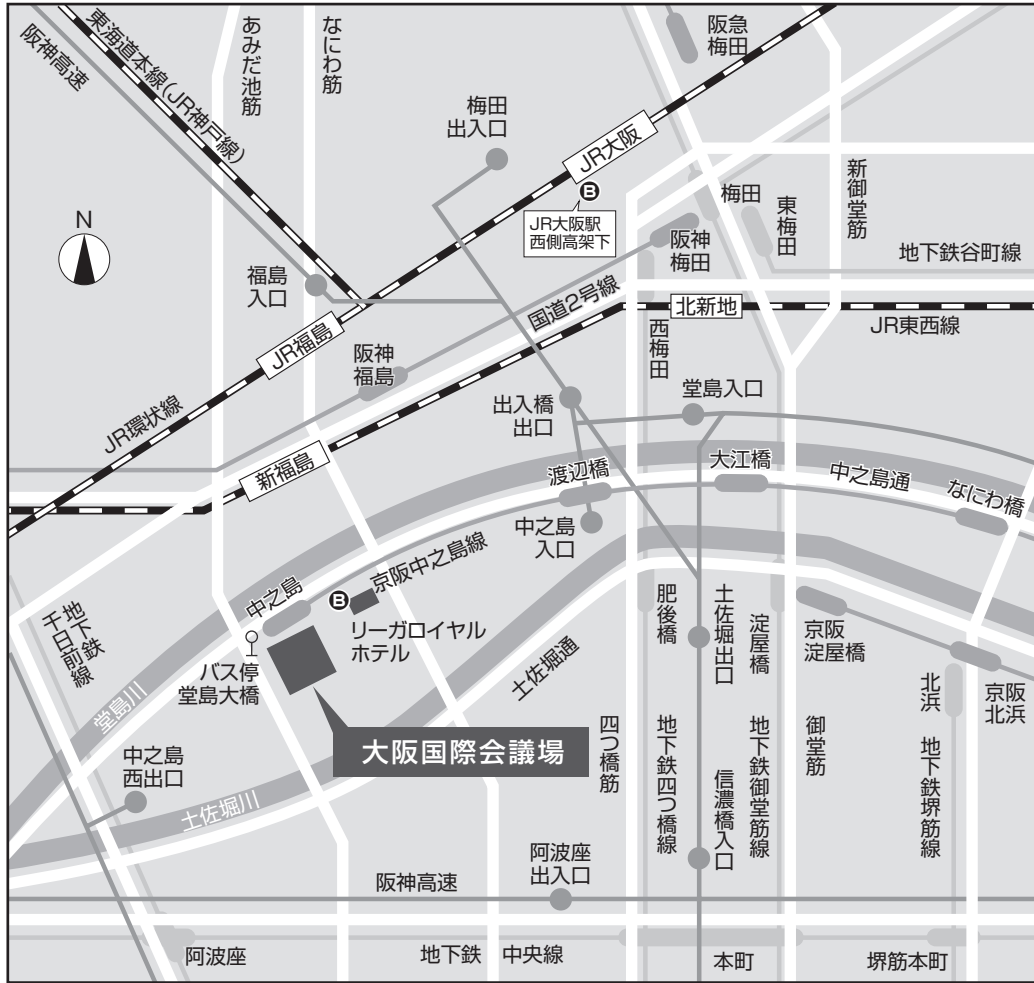 東海道本線(JR神戸線)
阪神高速
あみだ池筋
なにわ筋
阪急
梅田
梅田
出入口
JR大阪
B
JR大阪駅
西側高架下
N
梅田
東梅田
新御堂筋
阪神
梅田
地下鉄谷町線
福島
入口
国道2号線
北新地
JR東西線
JR福島
阪神
福島
西梅田
堂島入口
出入橋
出口
JR環状線
新福島
渡辺橋
大江橋
中之島通
なにわ橋
中之島
入口
京阪中之島線
中之島
B
リーガロイヤル
ホテル
地下鉄
千日前線
バス停
堂島大橋
堂島川
土佐堀通
肥後橋
土佐堀出口
淀屋橋
京阪
淀屋橋
北浜
京阪
北浜
大阪国際会議場
中之島
西出口
土佐堀川
四つ橋筋
地下鉄四つ橋線
信濃橋入口
地下鉄御堂筋線
御堂筋
地下鉄堺筋線
阿波座
出入口
阪神高速
阿波座
地下鉄 中央線
本町
堺筋本町